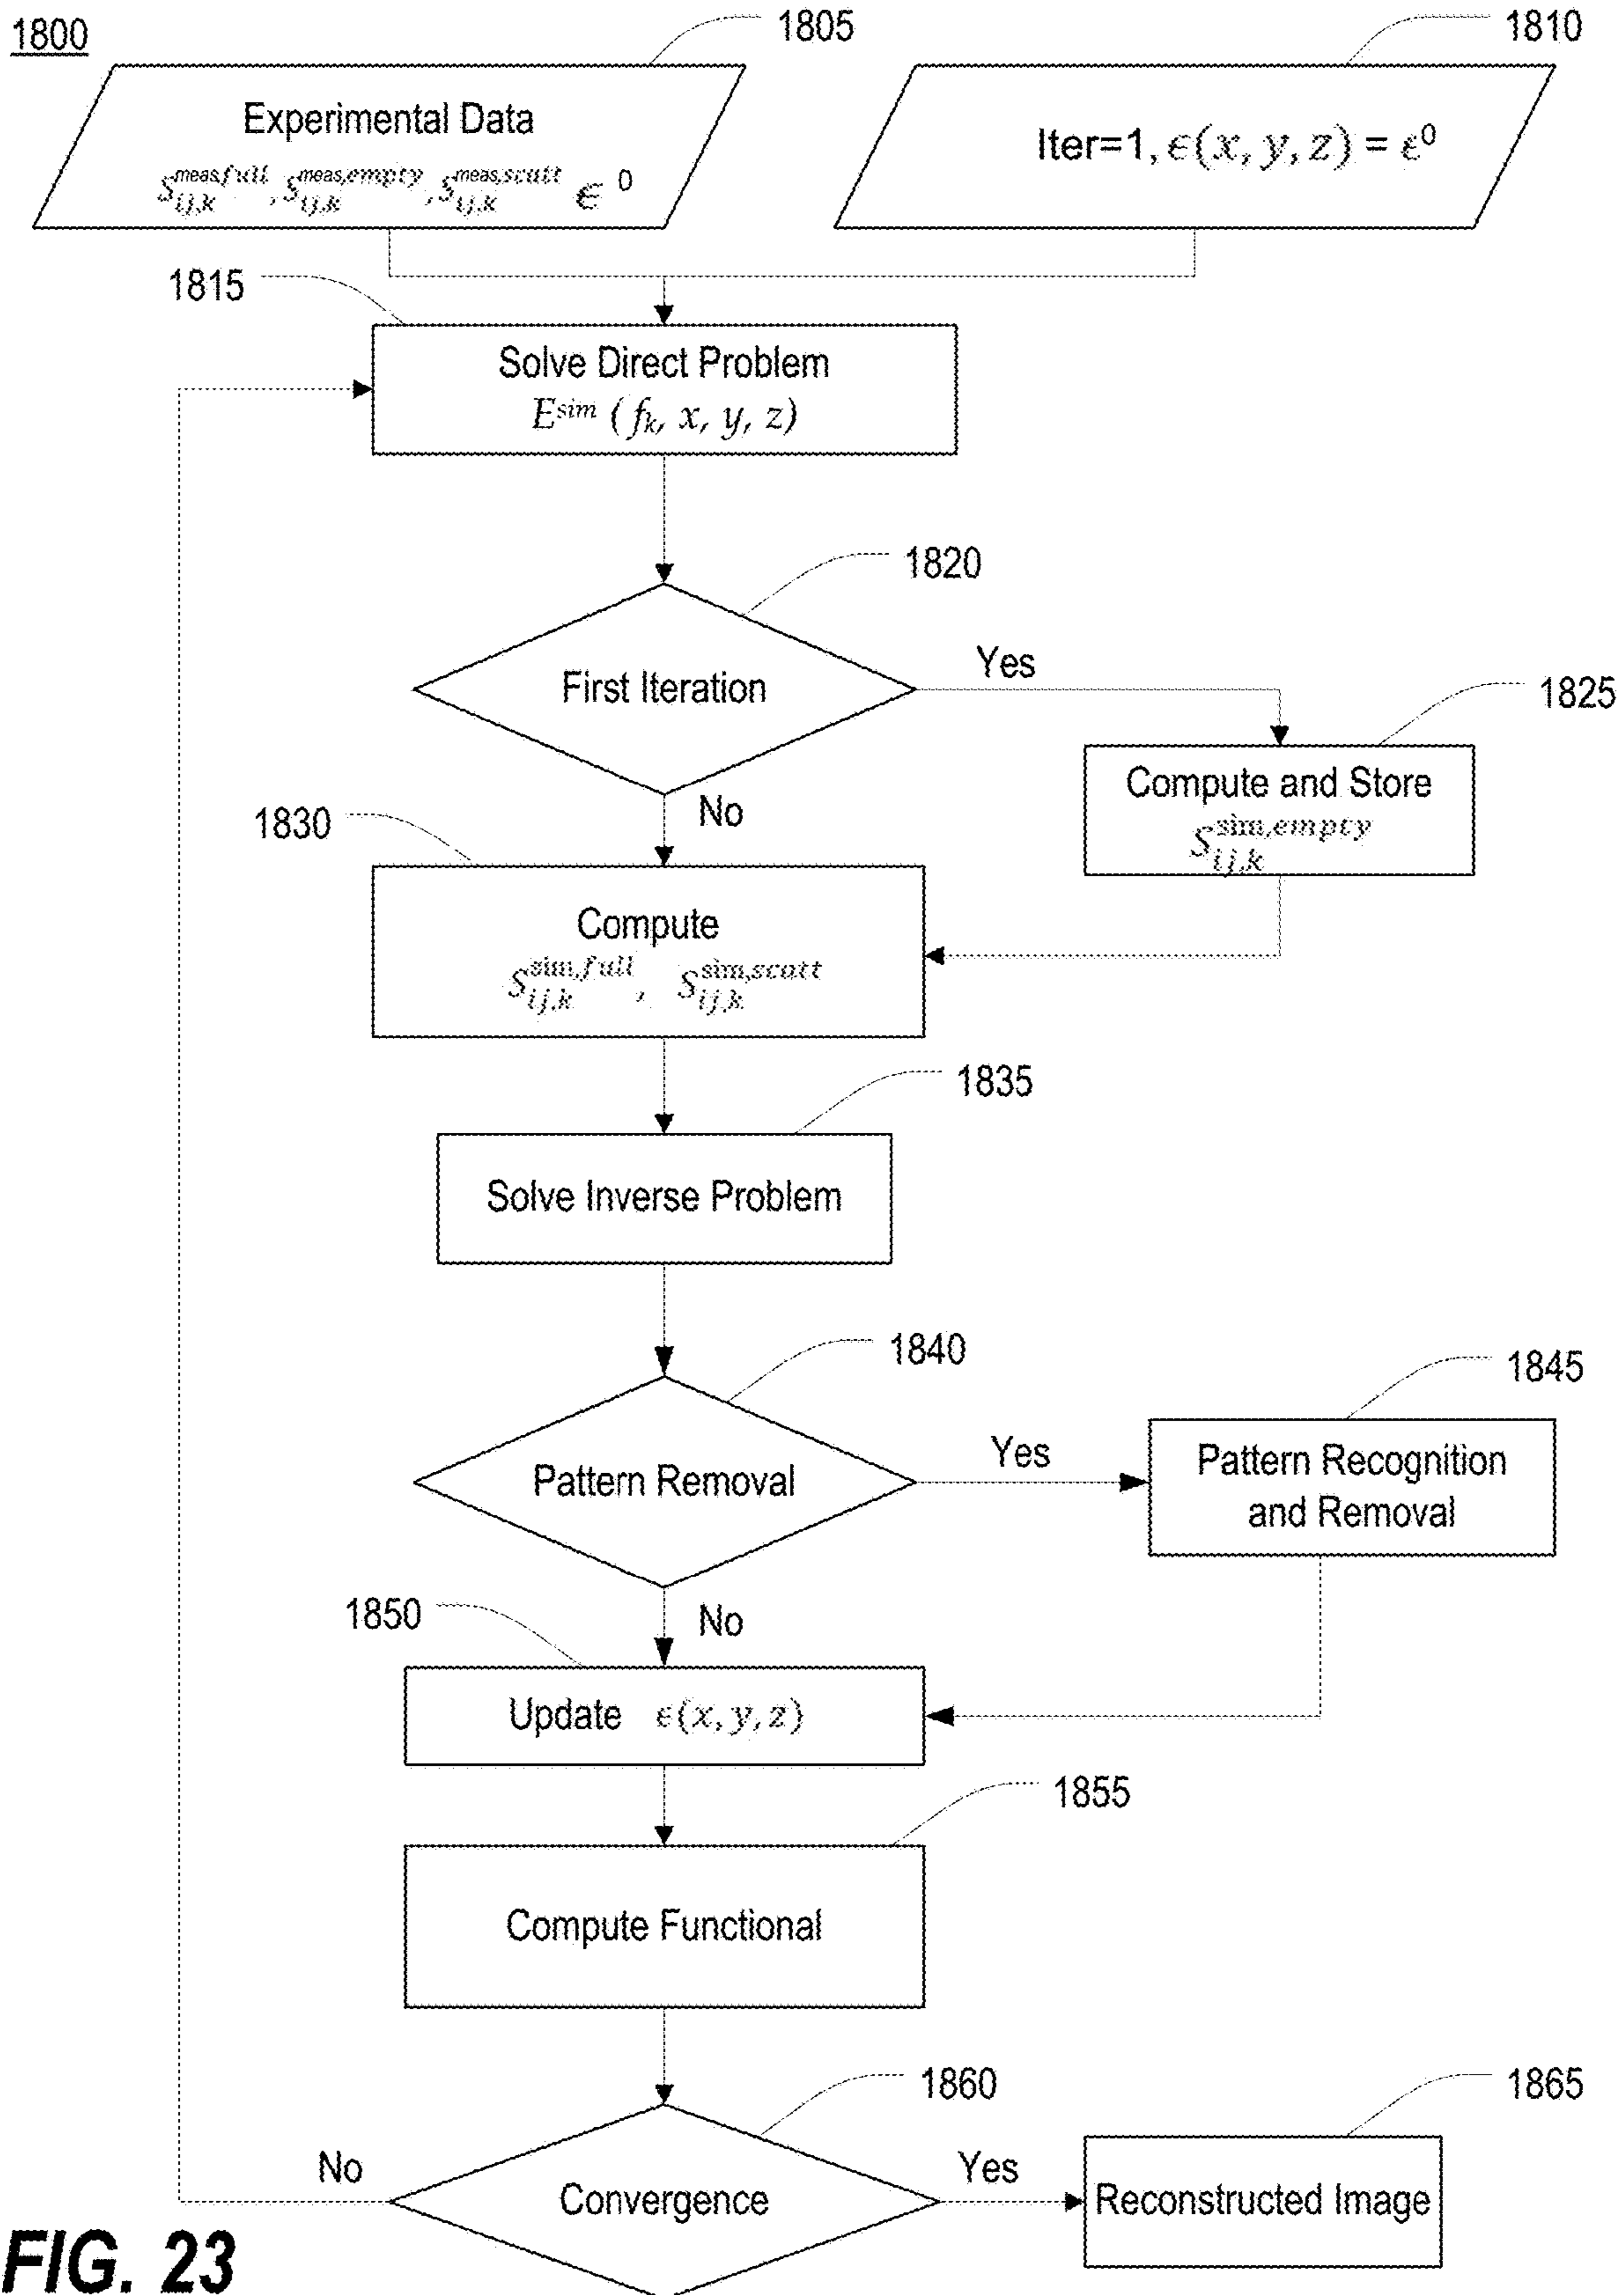 1800
1805
1810
Experimental Data
S_{ij,k}^{meas,full}, S_{ij,k}^{meas,empty}, S_{ij,k}^{meas,scatt} ϵ^0
Iter=1, ϵ(x, y, z) = ϵ^0
1815
Solve Direct Problem
E^{sim} (f_k, x, y, z)
1820
First Iteration
Yes
1825
Compute and Store
S_{ij,k}^{sim,empty}
No
1830
Compute
S_{ij,k}^{sim,full}, S_{ij,k}^{sim,scatt}
1835
Solve Inverse Problem
1840
1845
Pattern Removal
Yes
Pattern Recognition
and Removal
No
1850
Update ϵ(x, y, z)
1855
Compute Functional
1860
1865
No
Convergence
Yes
Reconstructed Image
FIG. 23